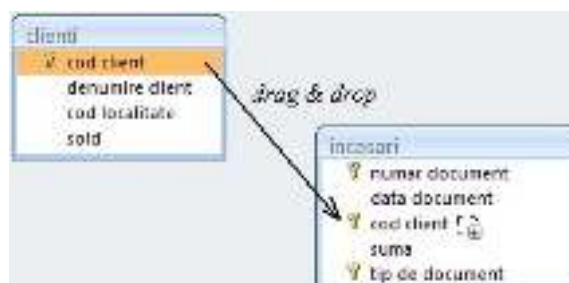 clienti
cod client
denumire client
cod localitate
sold
drag & drop
incasari
numar document
data document
cod client
suma
tip de document